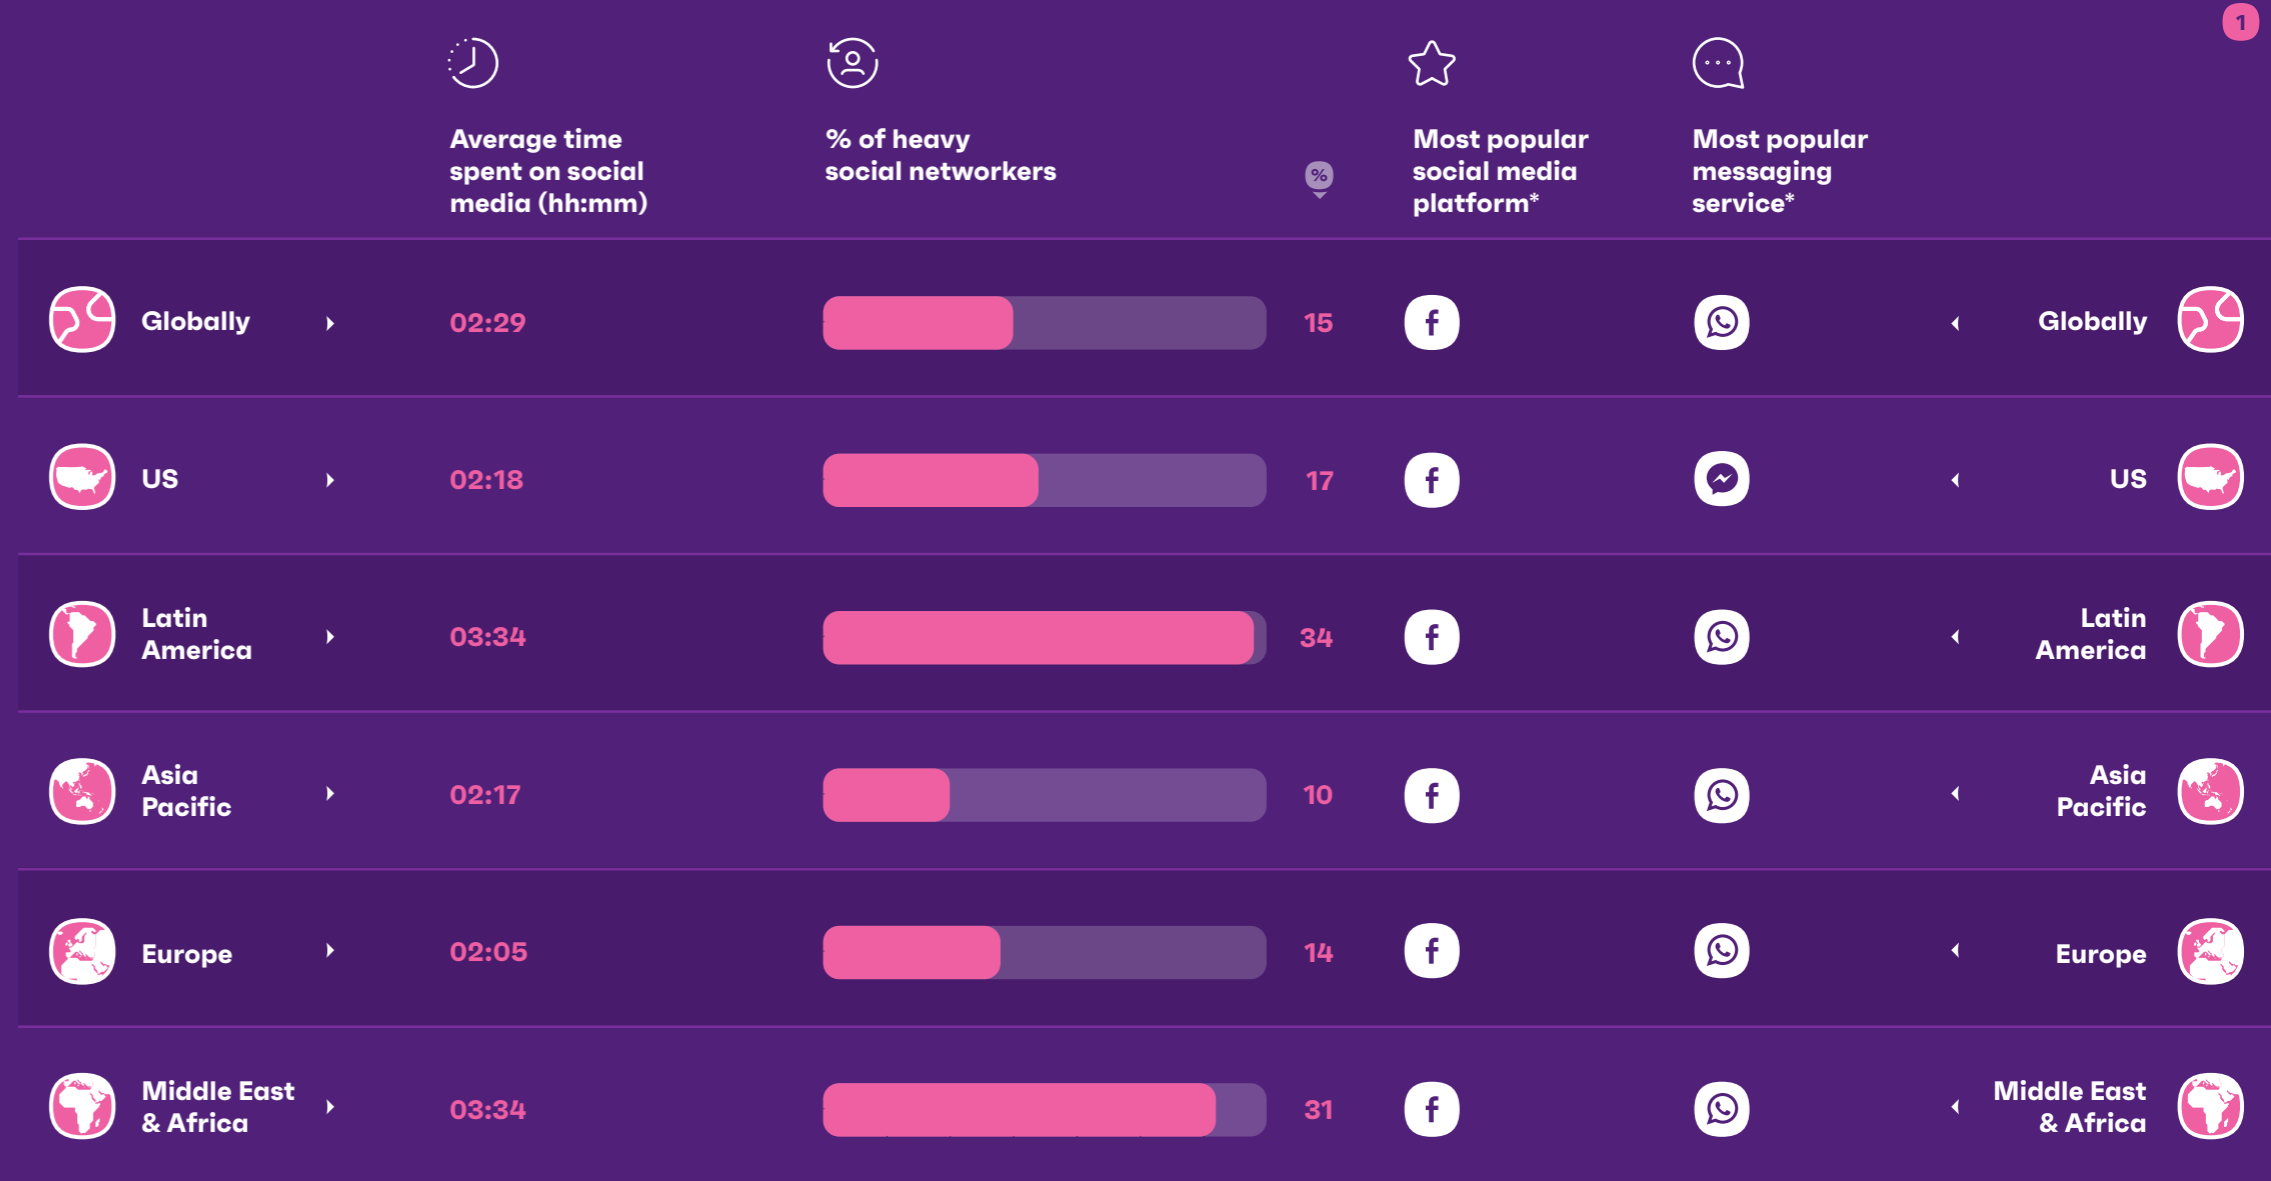 1
Average time
spent on social
media (hh:mm)
% of heavy
social networkers
%
Most popular
social media
platform*
Most popular
messaging
service*
Globally
02:29
15
Globally
US
02:18
17
US
Latin
America
03:34
34
Latin
America
Asia
Pacific
02:17
10
Asia
Pacific
Europe
02:05
14
Europe
Middle East
& Africa
03:34
31
Middle East
& Africa